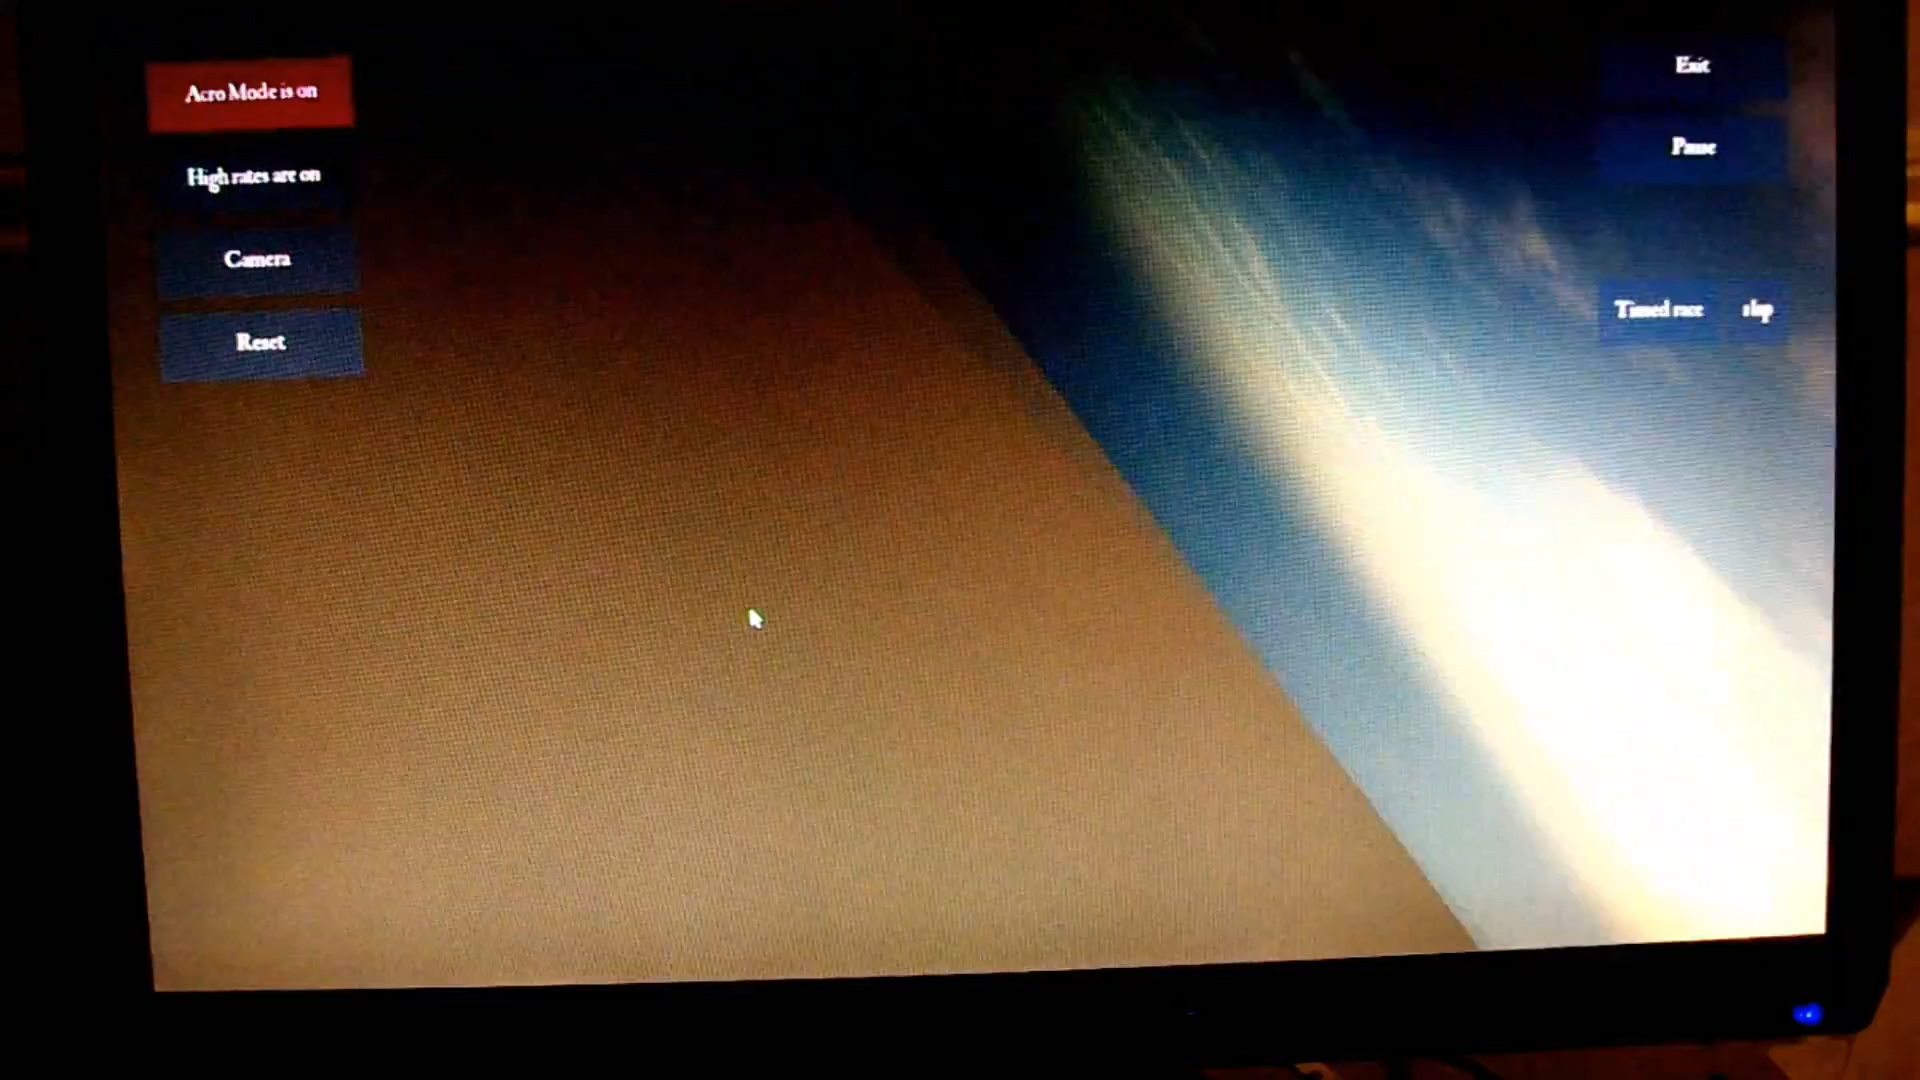 Acro Mode is on
High rates are on
Camera
Reset
Exit
Pause
Timed race